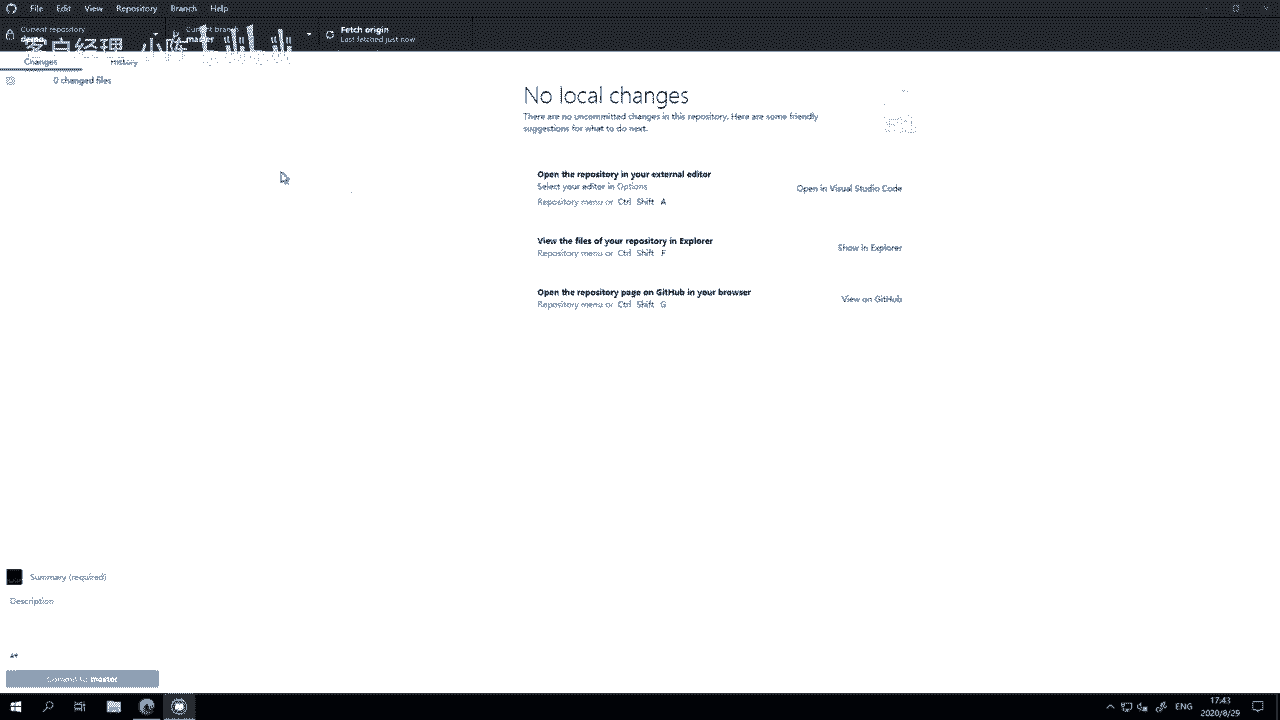 File Edit View Repository Branch Help
Current repository
demo
Current branch
master
Fetch origin
Last fetched just now
客户经理 小陈
Changes History
0 changed files
No local changes
There are no uncommitted changes in this repository. Here are some friendly
suggestions for what to do next.
Open the repository in your external editor
Select your editor in Options
Repository menu or Ctrl Shift A
Open in Visual Studio Code
View the files of your repository in Explorer
Repository menu or Ctrl Shift F
Show in Explorer
Open the repository page on GitHub in your browser
Repository menu or Ctrl Shift G
View on GitHub
Summary (required)
Description
Commit to master
ENG
17:43
2020/8/29